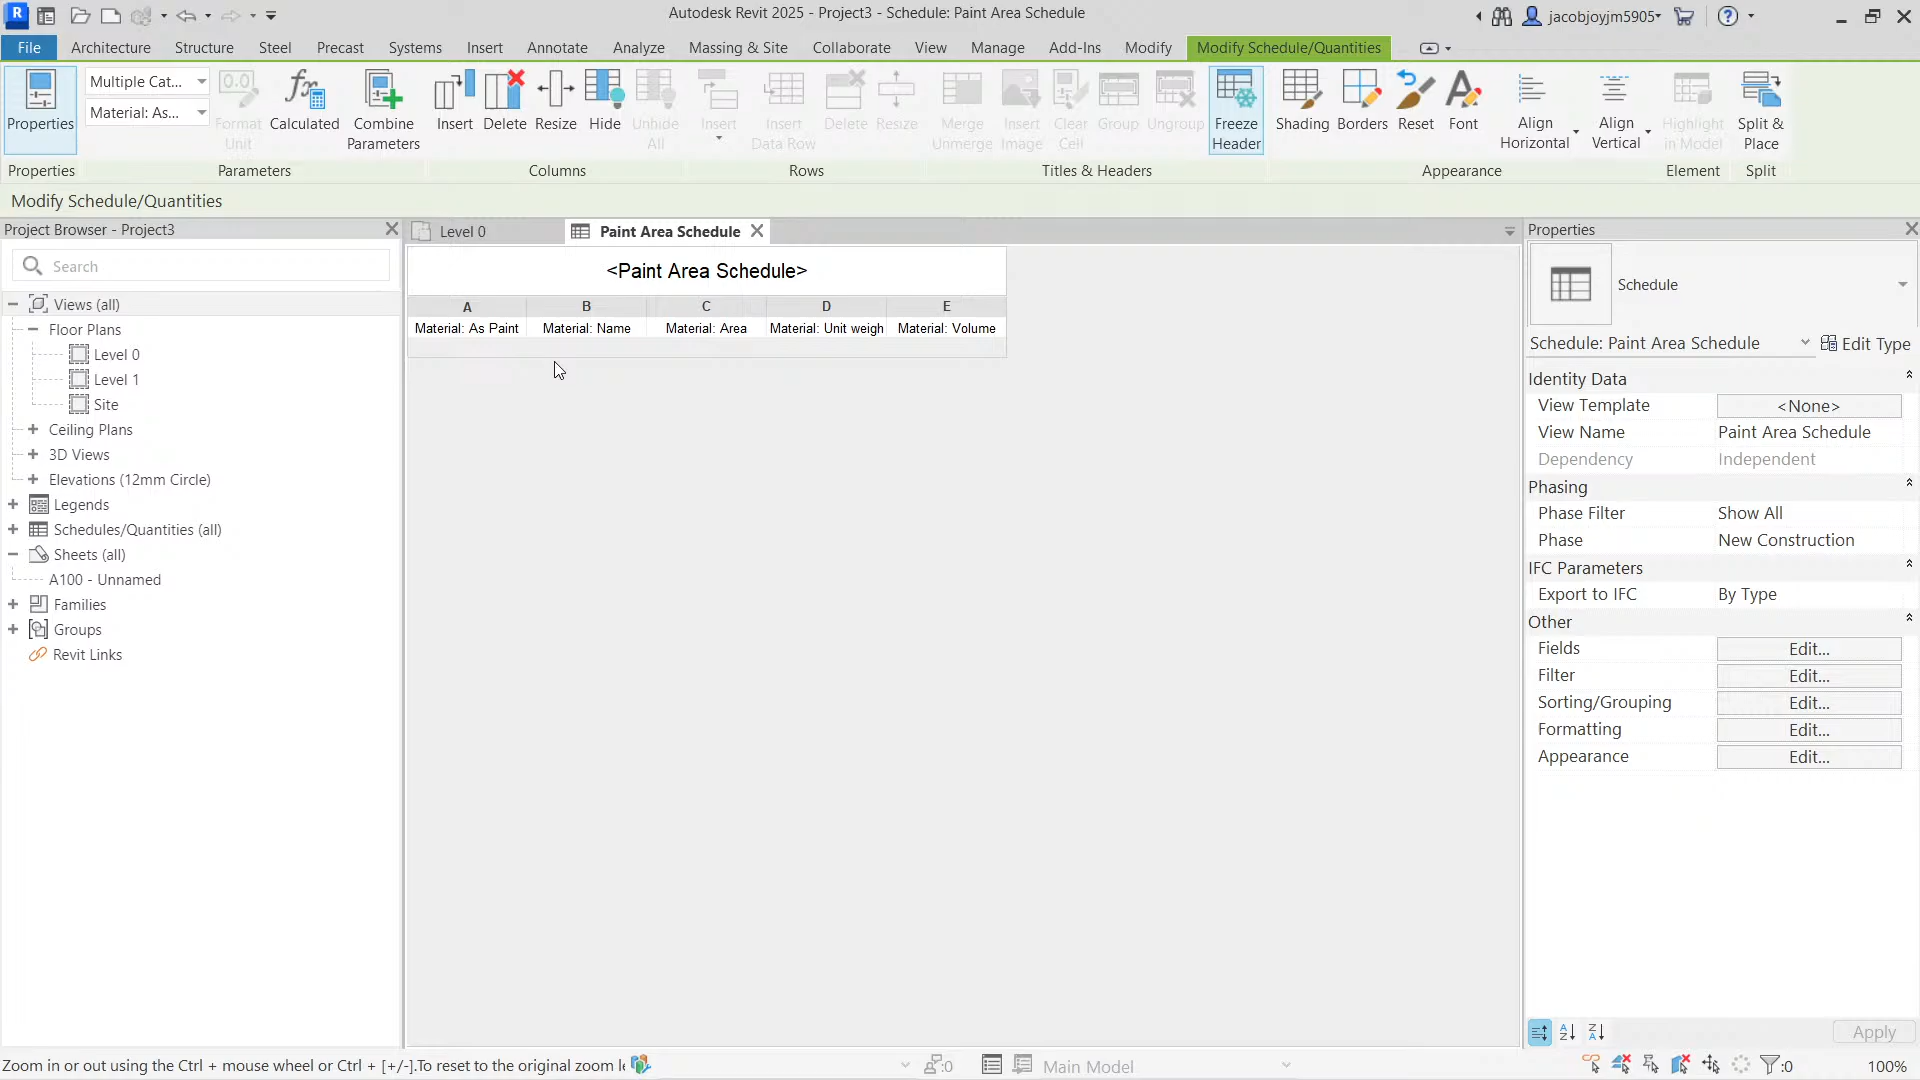 Autodesk Revit 2025 - Project3 - Schedule: Paint Area Schedule
jacobjoyjm5905
File Architecture Structure Steel Precast Systems Insert Annotate Analyze Massing & Site Collaborate View Manage Add-Ins Modify Modify Schedule/Quantities
Properties
Multiple Cat...
Material: As...
Format Unit
Calculated
Combine Parameters
Insert
Delete
Resize
Hide
Unhide All
Insert
Insert Data Row
Delete
Resize
Merge Unmerge
Insert Image
Clear Cell
Group
Ungroup
Freeze Header
Shading
Borders
Reset
Font
Align Horizontal
Align Vertical
Highlight in Model
Split & Place
Properties Parameters Columns Rows Titles & Headers Appearance Element Split
Modify Schedule/Quantities
Project Browser - Project3
Search
Views (all)
Floor Plans
Level 0
Level 1
Site
Ceiling Plans
3D Views
Elevations (12mm Circle)
Legends
Schedules/Quantities (all)
Sheets (all)
A100 - Unnamed
Families
Groups
Revit Links
Level 0
Paint Area Schedule
<Paint Area Schedule>
A B C D E
Material: As Paint Material: Name Material: Area Material: Unit weigh Material: Volume
Properties
Schedule
Schedule: Paint Area Schedule
Edit Type
Identity Data
View Template <None>
View Name Paint Area Schedule
Dependency Independent
Phasing
Phase Filter Show All
Phase New Construction
IFC Parameters
Export to IFC By Type
Other
Fields Edit...
Filter Edit...
Sorting/Grouping Edit...
Formatting Edit...
Appearance Edit...
Apply
Zoom in or out using the Ctrl + mouse wheel or Ctrl + [+/-].To reset to the original zoom le
:0
Main Model
:0
100%